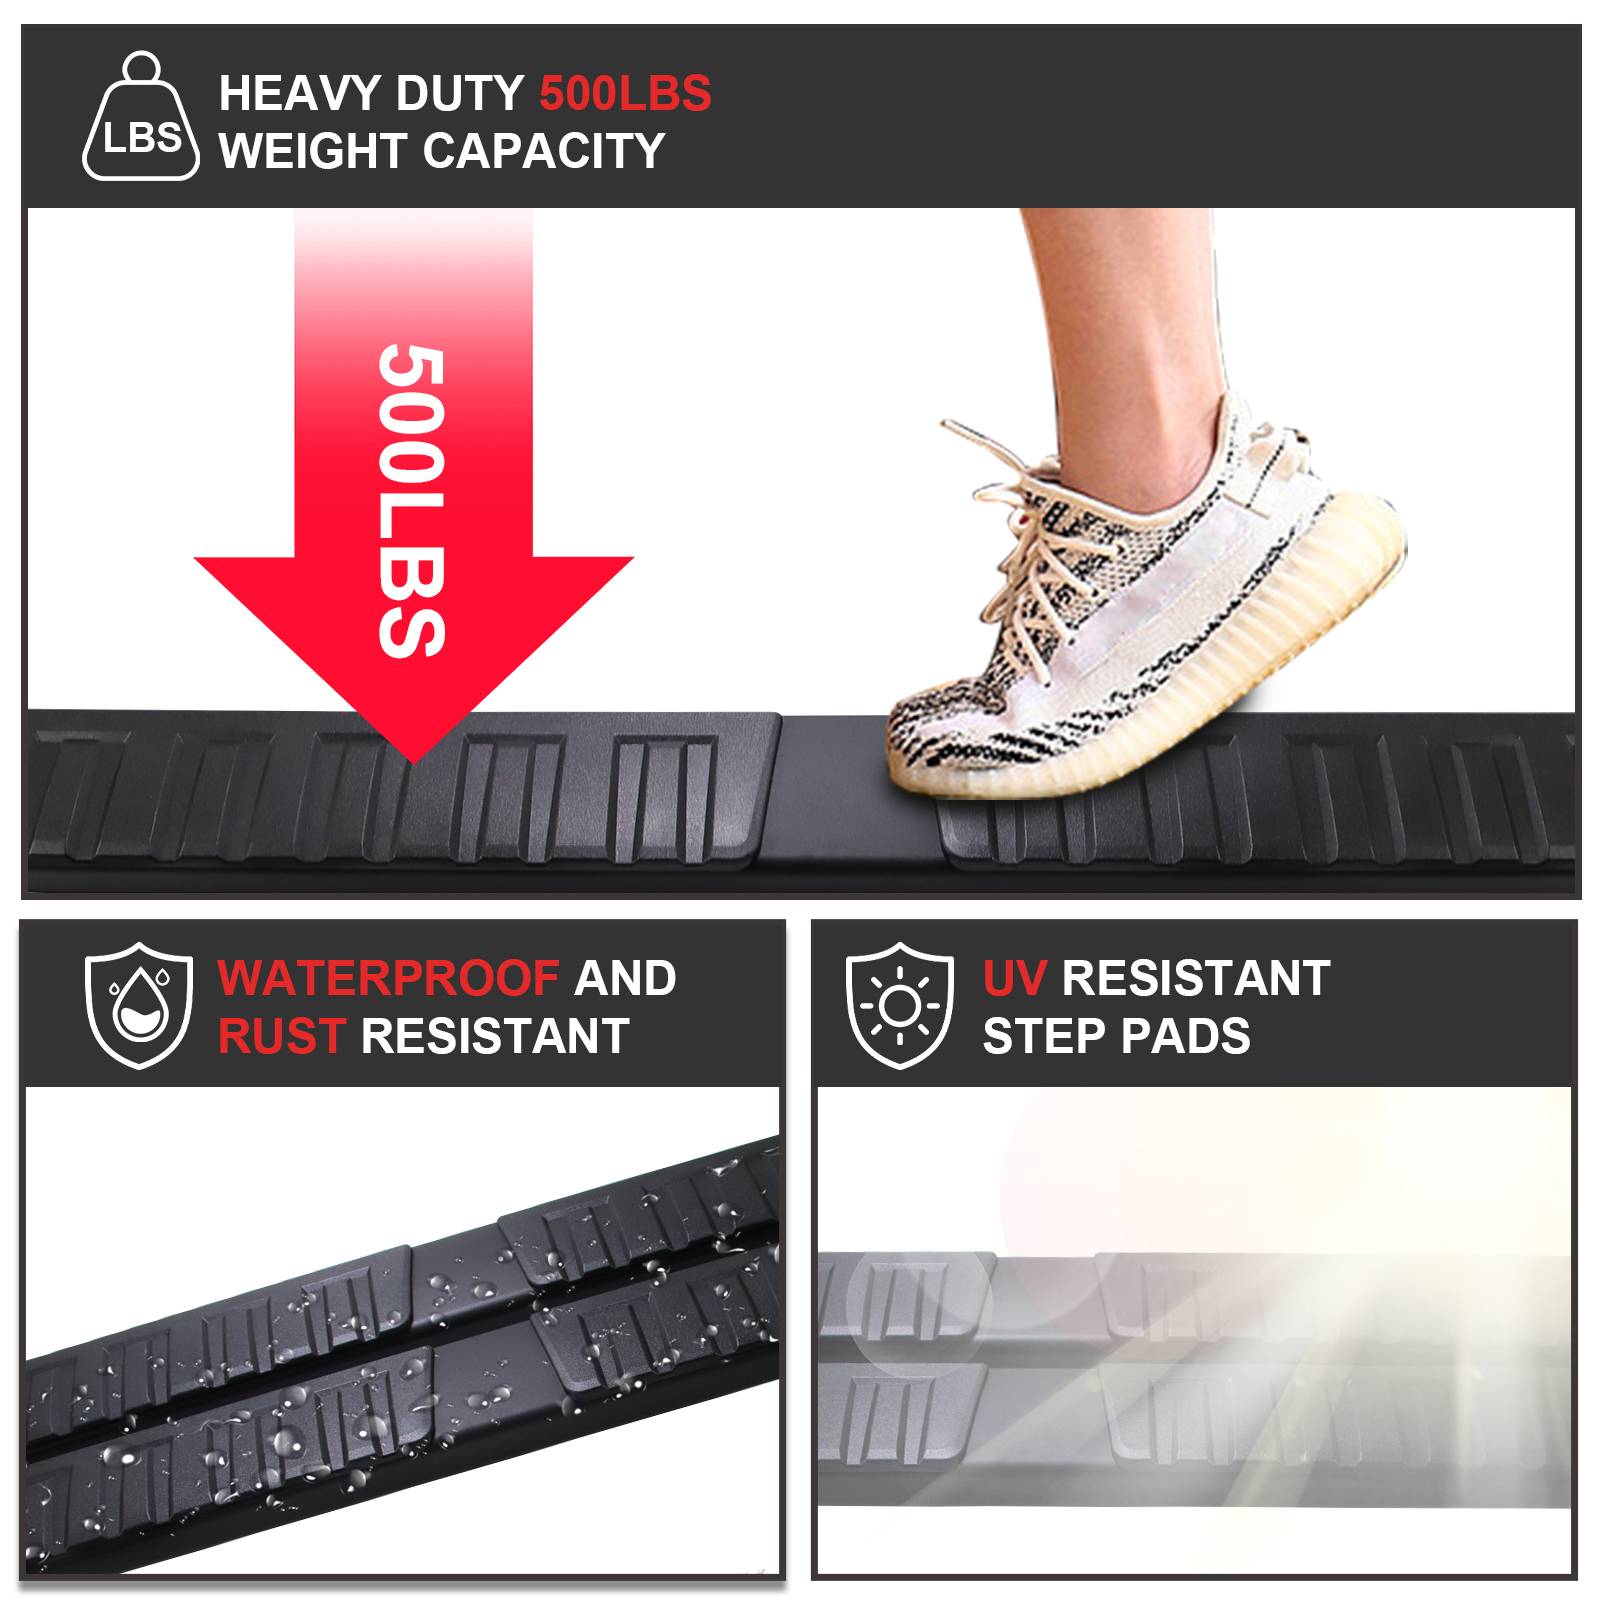 LBS
HEAVY DUTY 500LBS
WEIGHT CAPACITY
500LBS
WATERPROOF AND
RUST RESISTANT
UV RESISTANT
STEP PADS